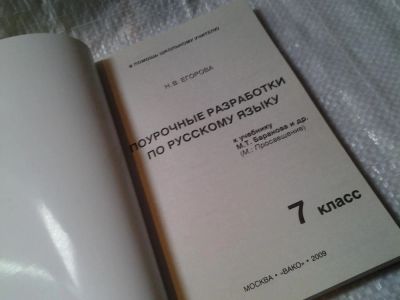 В ПОМОЩЬ ШКОЛЬНОМУ УЧИТЕЛЮ
Н. В. ЕГОРОВА
ПОУРОЧНЫЕ РАЗРАБОТКИ
ПО РУССКОМУ ЯЗЫКУ
к учебнику
М.Т. Баранова и др.
(М.: Просвещение)
7 класс
МОСКВА • «ВАКО» • 2009